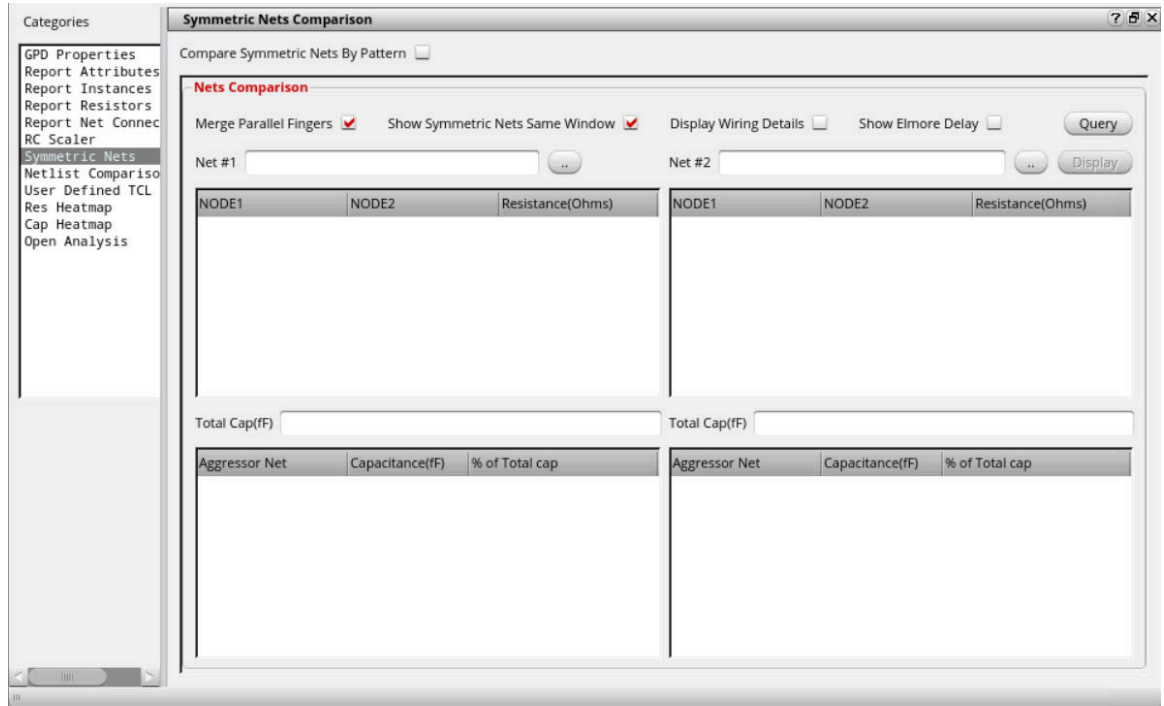 Categories
GPD Properties
Report Attributes
Report Instances
Report Resistors
Report Net Connec
RC Scaler
Symmetric Nets
Netlist Compariso
User Defined TCL
Res Heatmap
Cap Heatmap
Open Analysis
Symmetric Nets Comparison
Compare Symmetric Nets By Pattern
Nets Comparison
Merge Parallel Fingers Show Symmetric Nets Same Window Display Wiring Details Show Elmore Delay Query
Net #1 .. Net #2 .. Display
NODE1 NODE2 Resistance(Ohms) NODE1 NODE2 Resistance(Ohms)
Total Cap(fF) Total Cap(fF)
Aggressor Net Capacitance(fF) % of Total cap Aggressor Net Capacitance(fF) % of Total cap